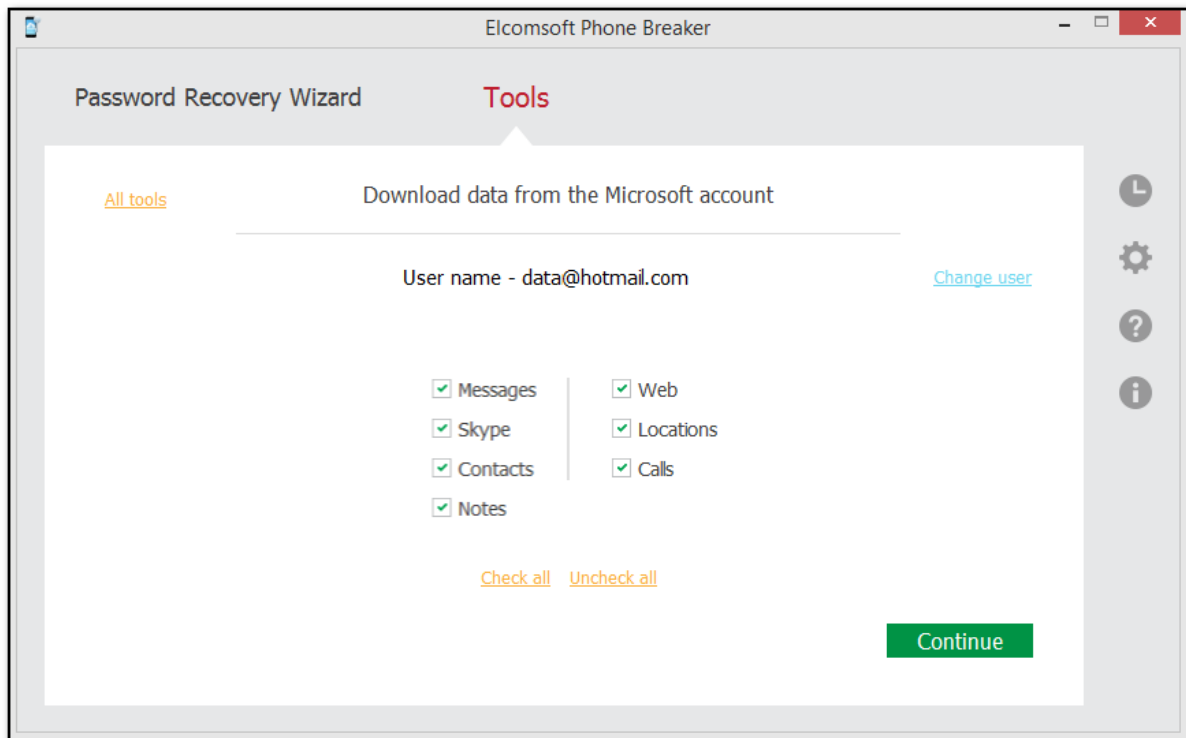 Elcomsoft Phone Breaker
Password Recovery Wizard Tools
All tools
Download data from the Microsoft account
User name - data@hotmail.com
Change user
Messages
Skype
Contacts
Notes
Web
Locations
Calls
Check all Uncheck all
Continue